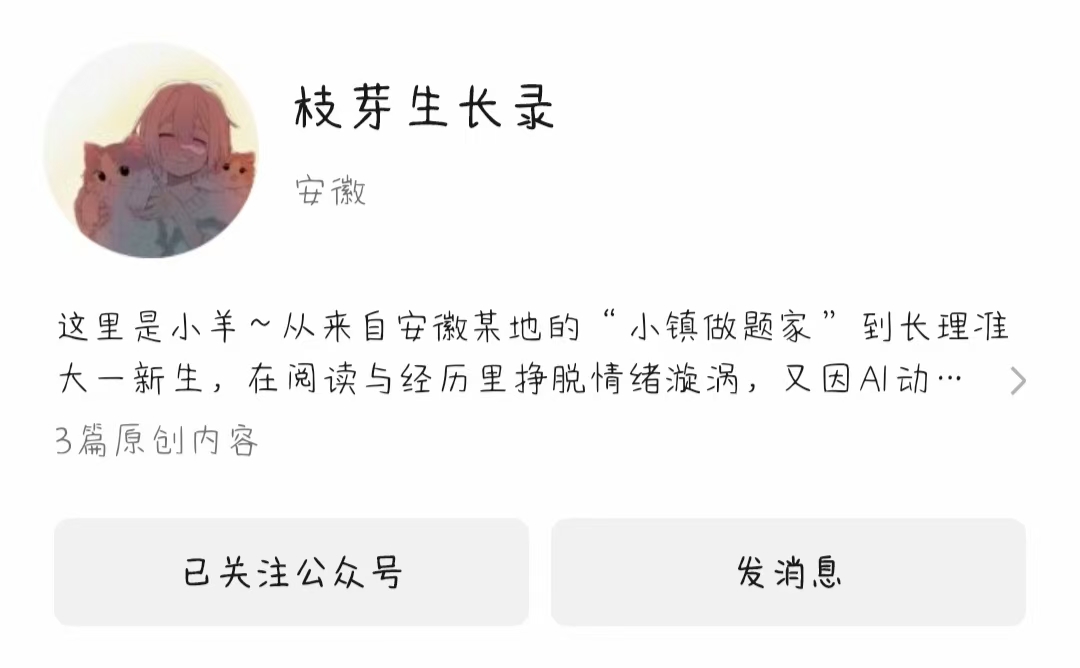 枝芽生长录
安徽
这里是小羊~从来自安徽某地的“小镇做题家”到长理准
大一新生，在阅读与经历里挣脱情绪漩涡，又因AI动…
3篇原创内容
已关注公众号
发消息